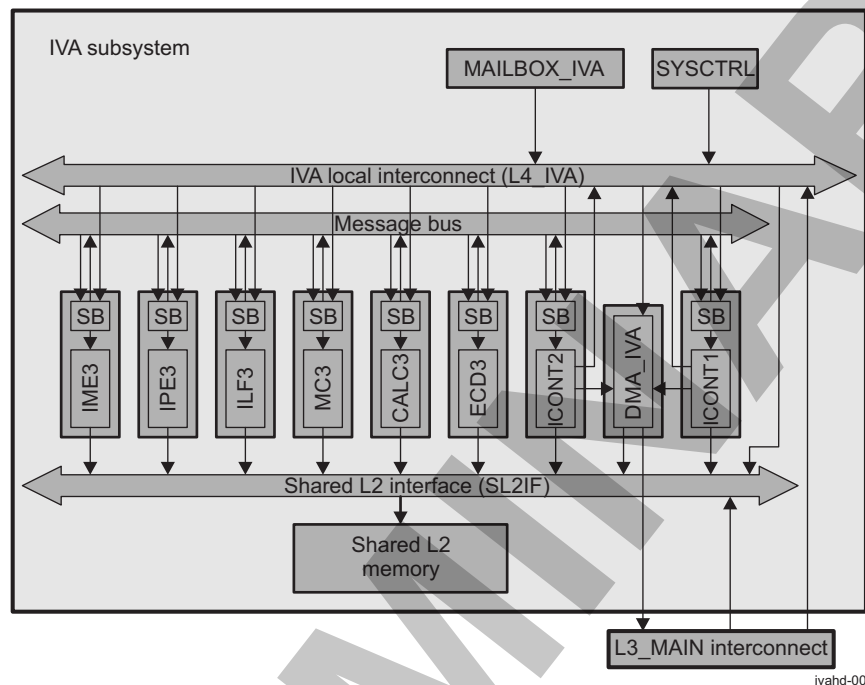 IVA subsystem
MAILBOX_IVA
SYSCTRL
IVA local interconnect (L4_IVA)
Message bus
SB
SB
SB
SB
SB
SB
SB
SB
IME3
IPE3
ILF3
MC3
CALC3
ECD3
ICONT2
DMA_IVA
ICONT1
Shared L2 interface (SL2IF)
Shared L2
memory
L3_MAIN interconnect